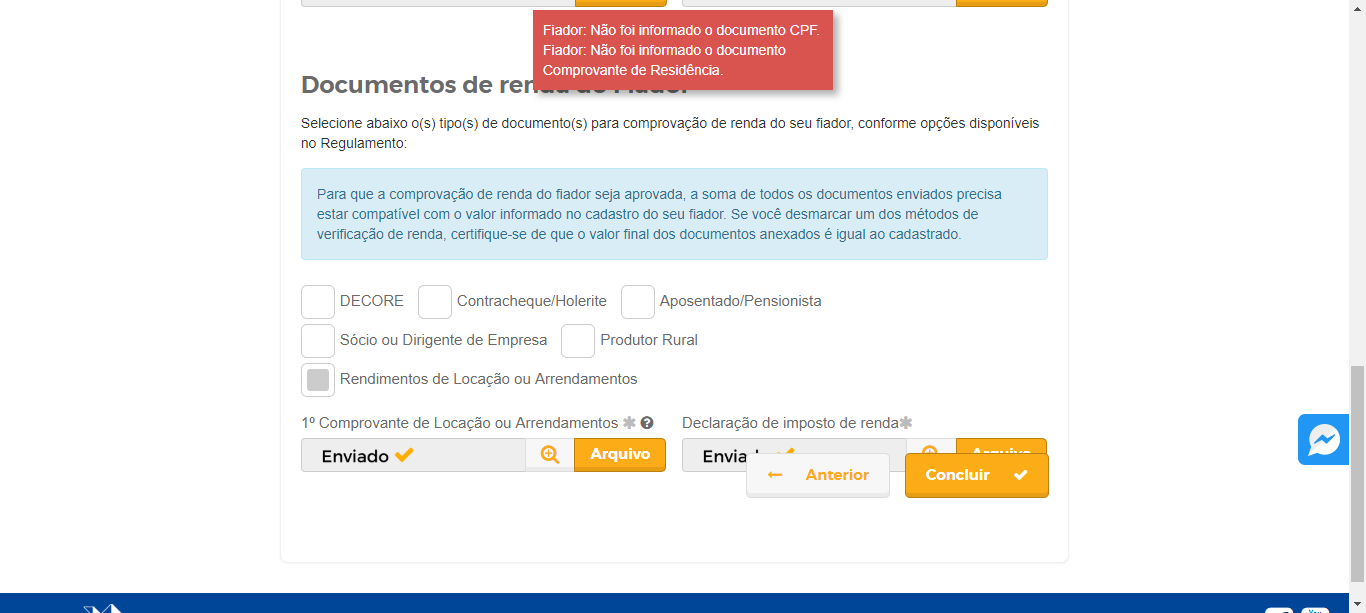 Fiador: Não foi informado o documento CPF.
Fiador: Não foi informado o documento
Comprovante de Residência.
Documentos de renda do Fiador
Selecione abaixo o(s) tipo(s) de documento(s) para comprovação de renda do seu fiador, conforme opções disponíveis
no Regulamento:
Para que a comprovação de renda do fiador seja aprovada, a soma de todos os documentos enviados precisa
estar compatível com o valor informado no cadastro do seu fiador. Se você desmarcar um dos métodos de
verificação de renda, certifique-se de que o valor final dos documentos anexados é igual ao cadastrado.
DECORE Contracheque/Holerite Aposentado/Pensionista
Sócio ou Dirigente de Empresa Produtor Rural
Rendimentos de Locação ou Arrendamentos
1º Comprovante de Locação ou Arrendamentos * ? Declaração de imposto de renda*
Enviado Arquivo Enviado Arquivo
← Anterior Concluir
You